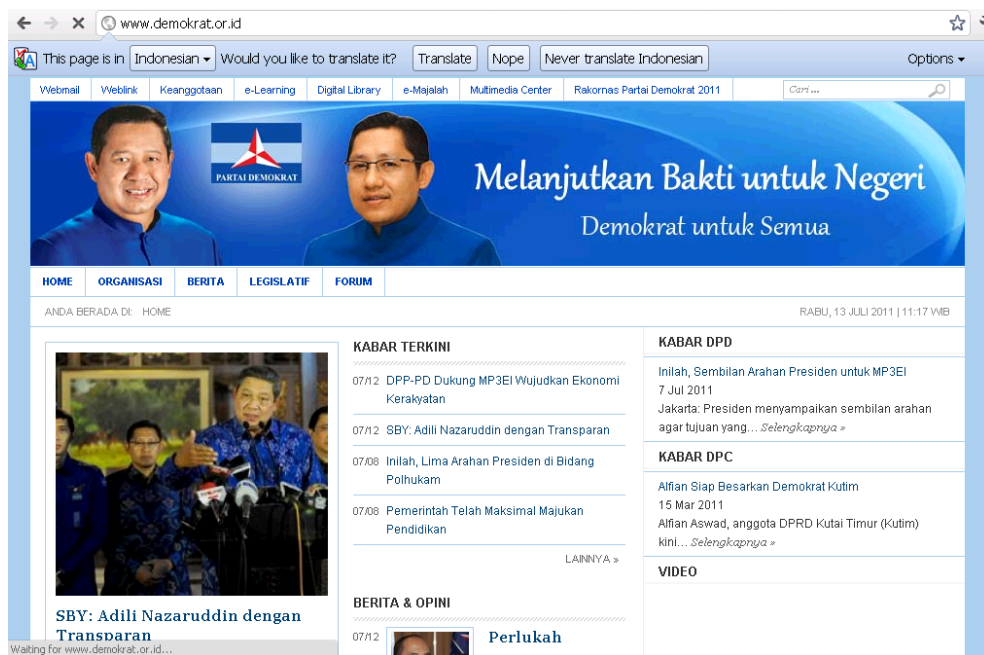 www.demokrat.or.id
This page is in Indonesian Would you like to translate it? Translate Nope Never translate Indonesian Options
Webmail Weblink Keanggotaan e-Learning Digital Library e-Majalah Multimedia Center Rakornas Partai Demokrat 2011 Cari ...
PARTAI DEMOKRAT
Melanjutkan Bakti untuk Negeri
Demokrat untuk Semua
HOME ORGANISASI BERITA LEGISLATIF FORUM
ANDA BERADA DI: HOME RABU, 13 JULI 2011 | 11:17 WIB
SBY: Adili Nazaruddin dengan
Transparan
KABAR TERKINI
07/12 DPP-PD Dukung MP3EI Wujudkan Ekonomi
Kerakyatan
07/12 SBY: Adili Nazaruddin dengan Transparan
07/08 Inilah, Lima Arahan Presiden di Bidang
Polhukam
07/08 Pemerintah Telah Maksimal Majukan
Pendidikan
LAINNYA »
BERITA & OPINI
07/12 Perlukah
KABAR DPD
Inilah, Sembilan Arahan Presiden untuk MP3EI
7 Jul 2011
Jakarta: Presiden menyampaikan sembilan arahan
agar tujuan yang... Selengkapnya »
KABAR DPC
Alfian Siap Besarkan Demokrat Kutim
15 Mar 2011
Alfian Aswad, anggota DPRD Kutai Timur (Kutim)
kini... Selengkapnya »
VIDEO
Waiting for www.demokrat.or.id...